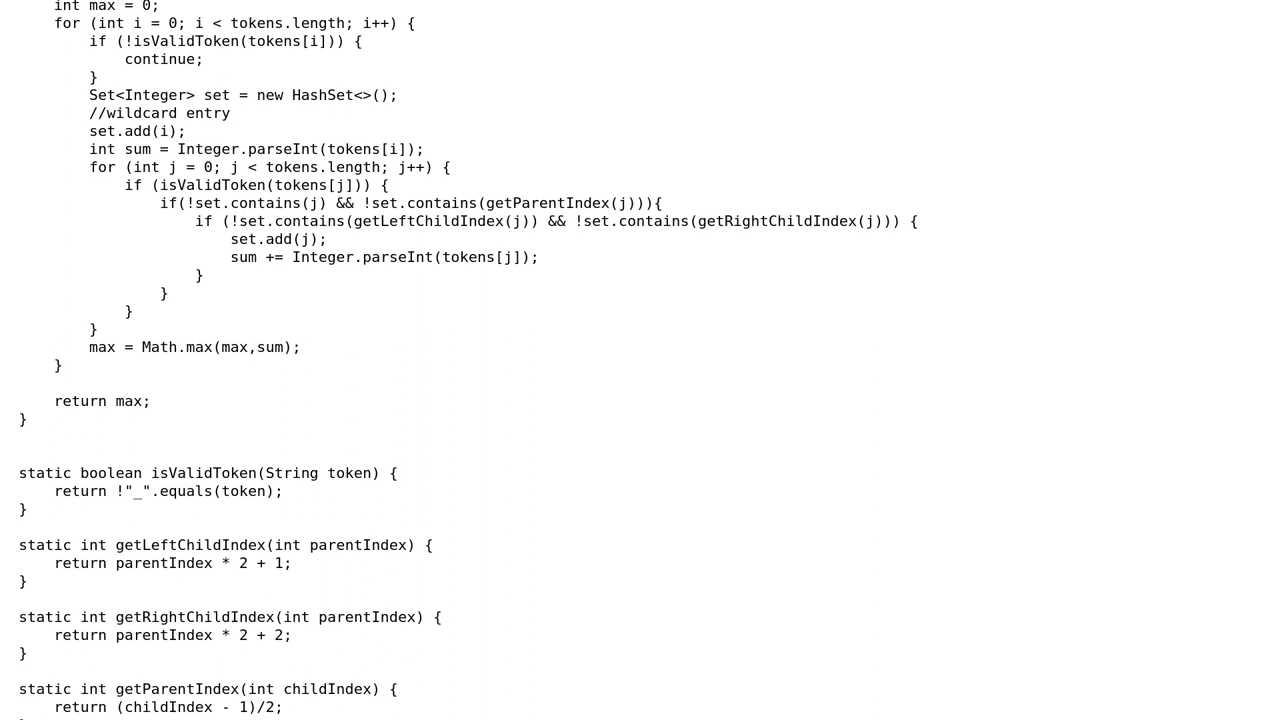 int max = 0;
for (int i = 0; i < tokens.length; i++) {
if (!isValidToken(tokens[i])) {
continue;
}
Set<Integer> set = new HashSet<>();
//wildcard entry
set.add(i);
int sum = Integer.parseInt(tokens[i]);
for (int j = 0; j < tokens.length; j++) {
if (isValidToken(tokens[j])) {
if(!set.contains(j) && !set.contains(getParentIndex(j))){
if (!set.contains(getLeftChildIndex(j)) && !set.contains(getRightChildIndex(j))) {
set.add(j);
sum += Integer.parseInt(tokens[j]);
}
}
}
}
max = Math.max(max,sum);
}
return max;
}
static boolean isValidToken(String token) {
return !"_".equals(token);
}
static int getLeftChildIndex(int parentIndex) {
return parentIndex * 2 + 1;
}
static int getRightChildIndex(int parentIndex) {
return parentIndex * 2 + 2;
}
static int getParentIndex(int childIndex) {
return (childIndex - 1)/2;